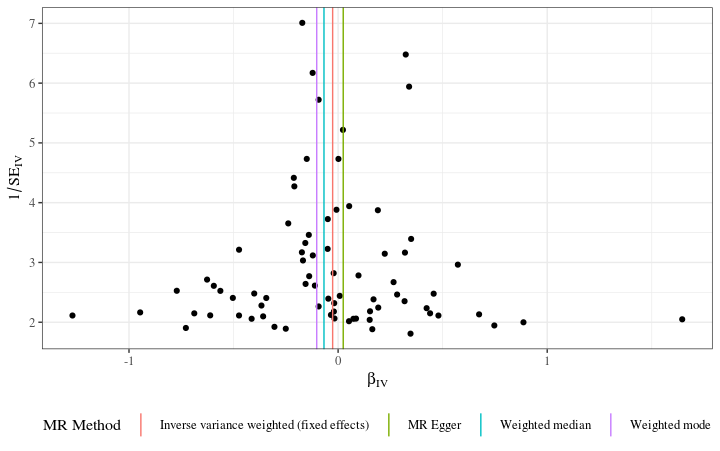 7
6
5
4
3
2
1/SE_IV
-1
0
1
β_IV
MR Method
Inverse variance weighted (fixed effects)
MR Egger
Weighted median
Weighted mode